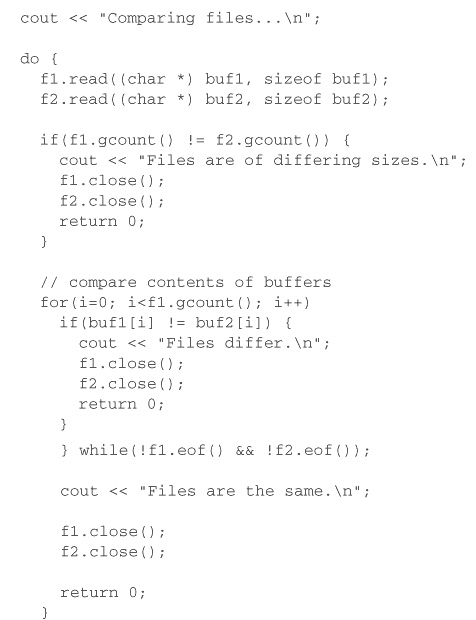 cout << "Comparing files...\n";
do {
f1.read((char *) buf1, sizeof buf1);
f2.read((char *) buf2, sizeof buf2);
if(f1.gcount() != f2.gcount()) {
cout << "Files are of differing sizes.\n";
f1.close();
f2.close();
return 0;
}
// compare contents of buffers
for(i=0; i<f1.gcount(); i++)
if(buf1[i] != buf2[i]) {
cout << "Files differ.\n";
f1.close();
f2.close();
return 0;
}
} while(!f1.eof() && !f2.eof());
cout << "Files are the same.\n";
f1.close();
f2.close();
return 0;
}